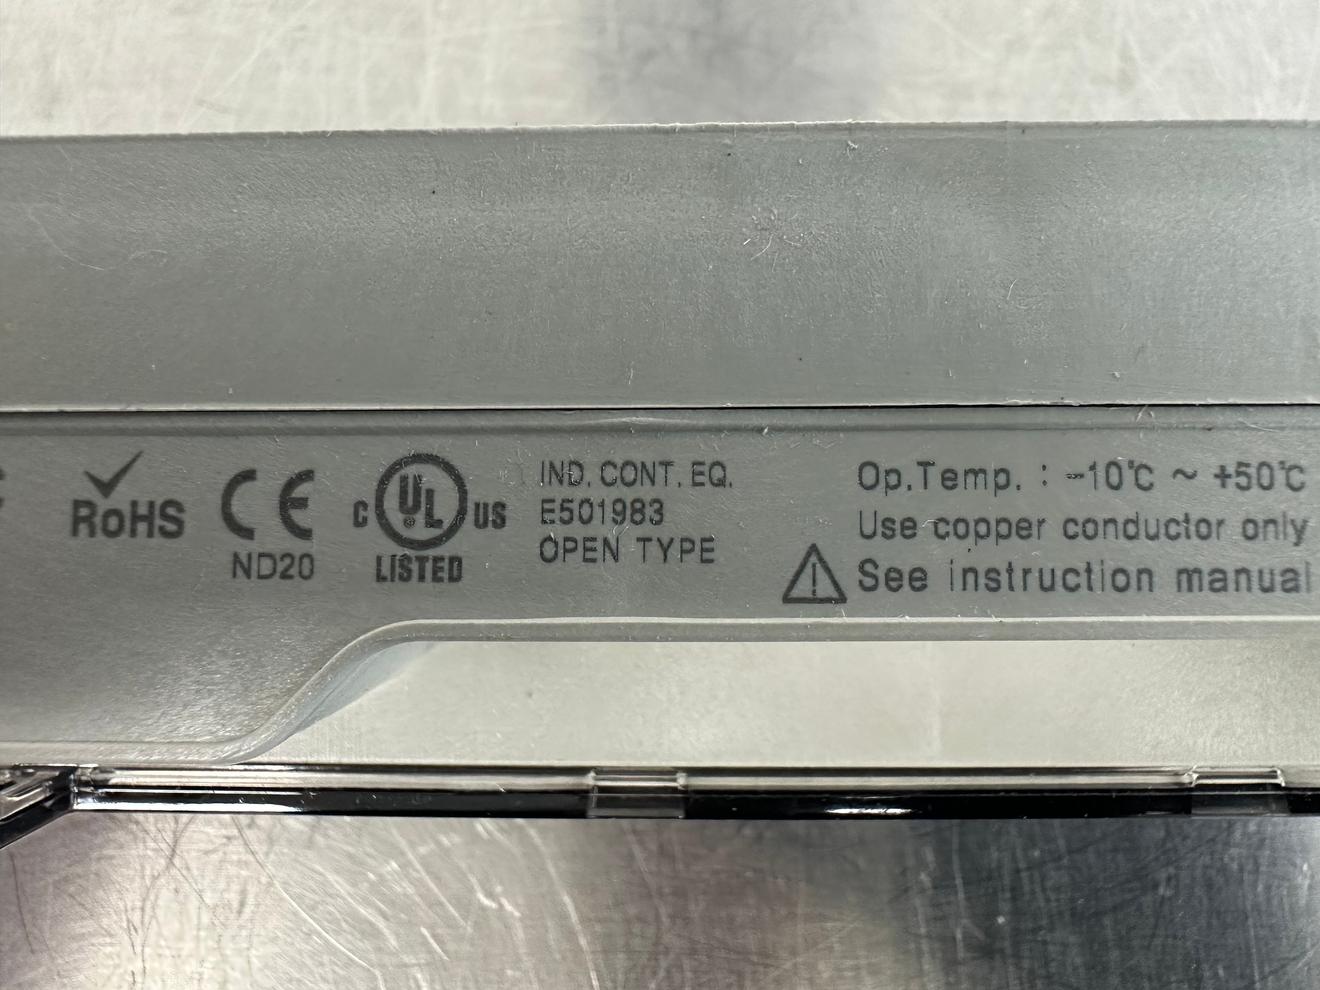 RoHS
CE
ND20
C UL US
LISTED
IND. CONT. EQ.
E501983
OPEN TYPE
Op.Temp. : -10℃ ~ +50℃
Use copper conductor only
See instruction manual